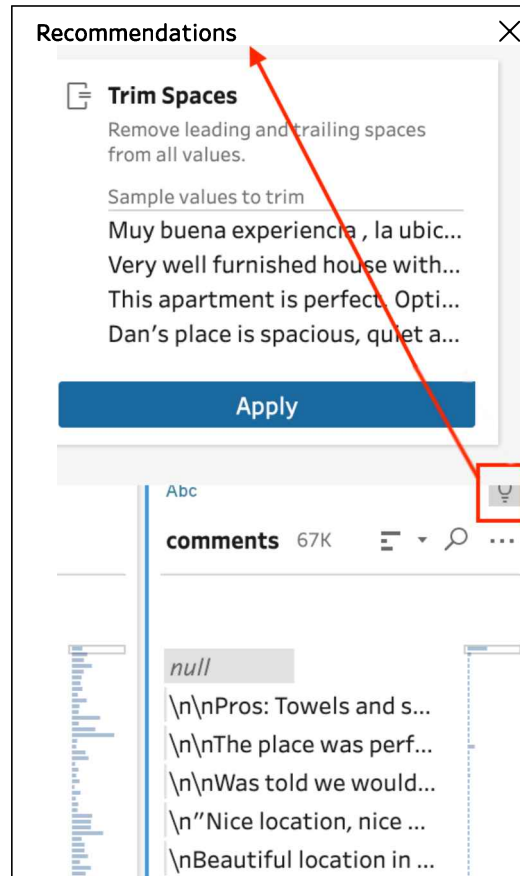 Recommendations
Trim Spaces
Remove leading and trailing spaces
from all values.
Sample values to trim
Muy buena experiencia , la ubic...
Very well furnished house with...
This apartment is perfect. Opti...
Dan’s place is spacious, quiet a...
Apply
Abc
comments 67K
null
\n\nPros: Towels and s...
\n\nThe place was perf...
\n\nWas told we would...
\n"Nice location, nice ...
\nBeautiful location in ...